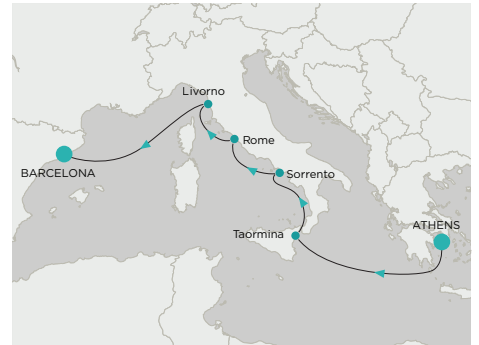 Livorno
Rome
BARCELONA
Sorrento
ATHENS
Taormina